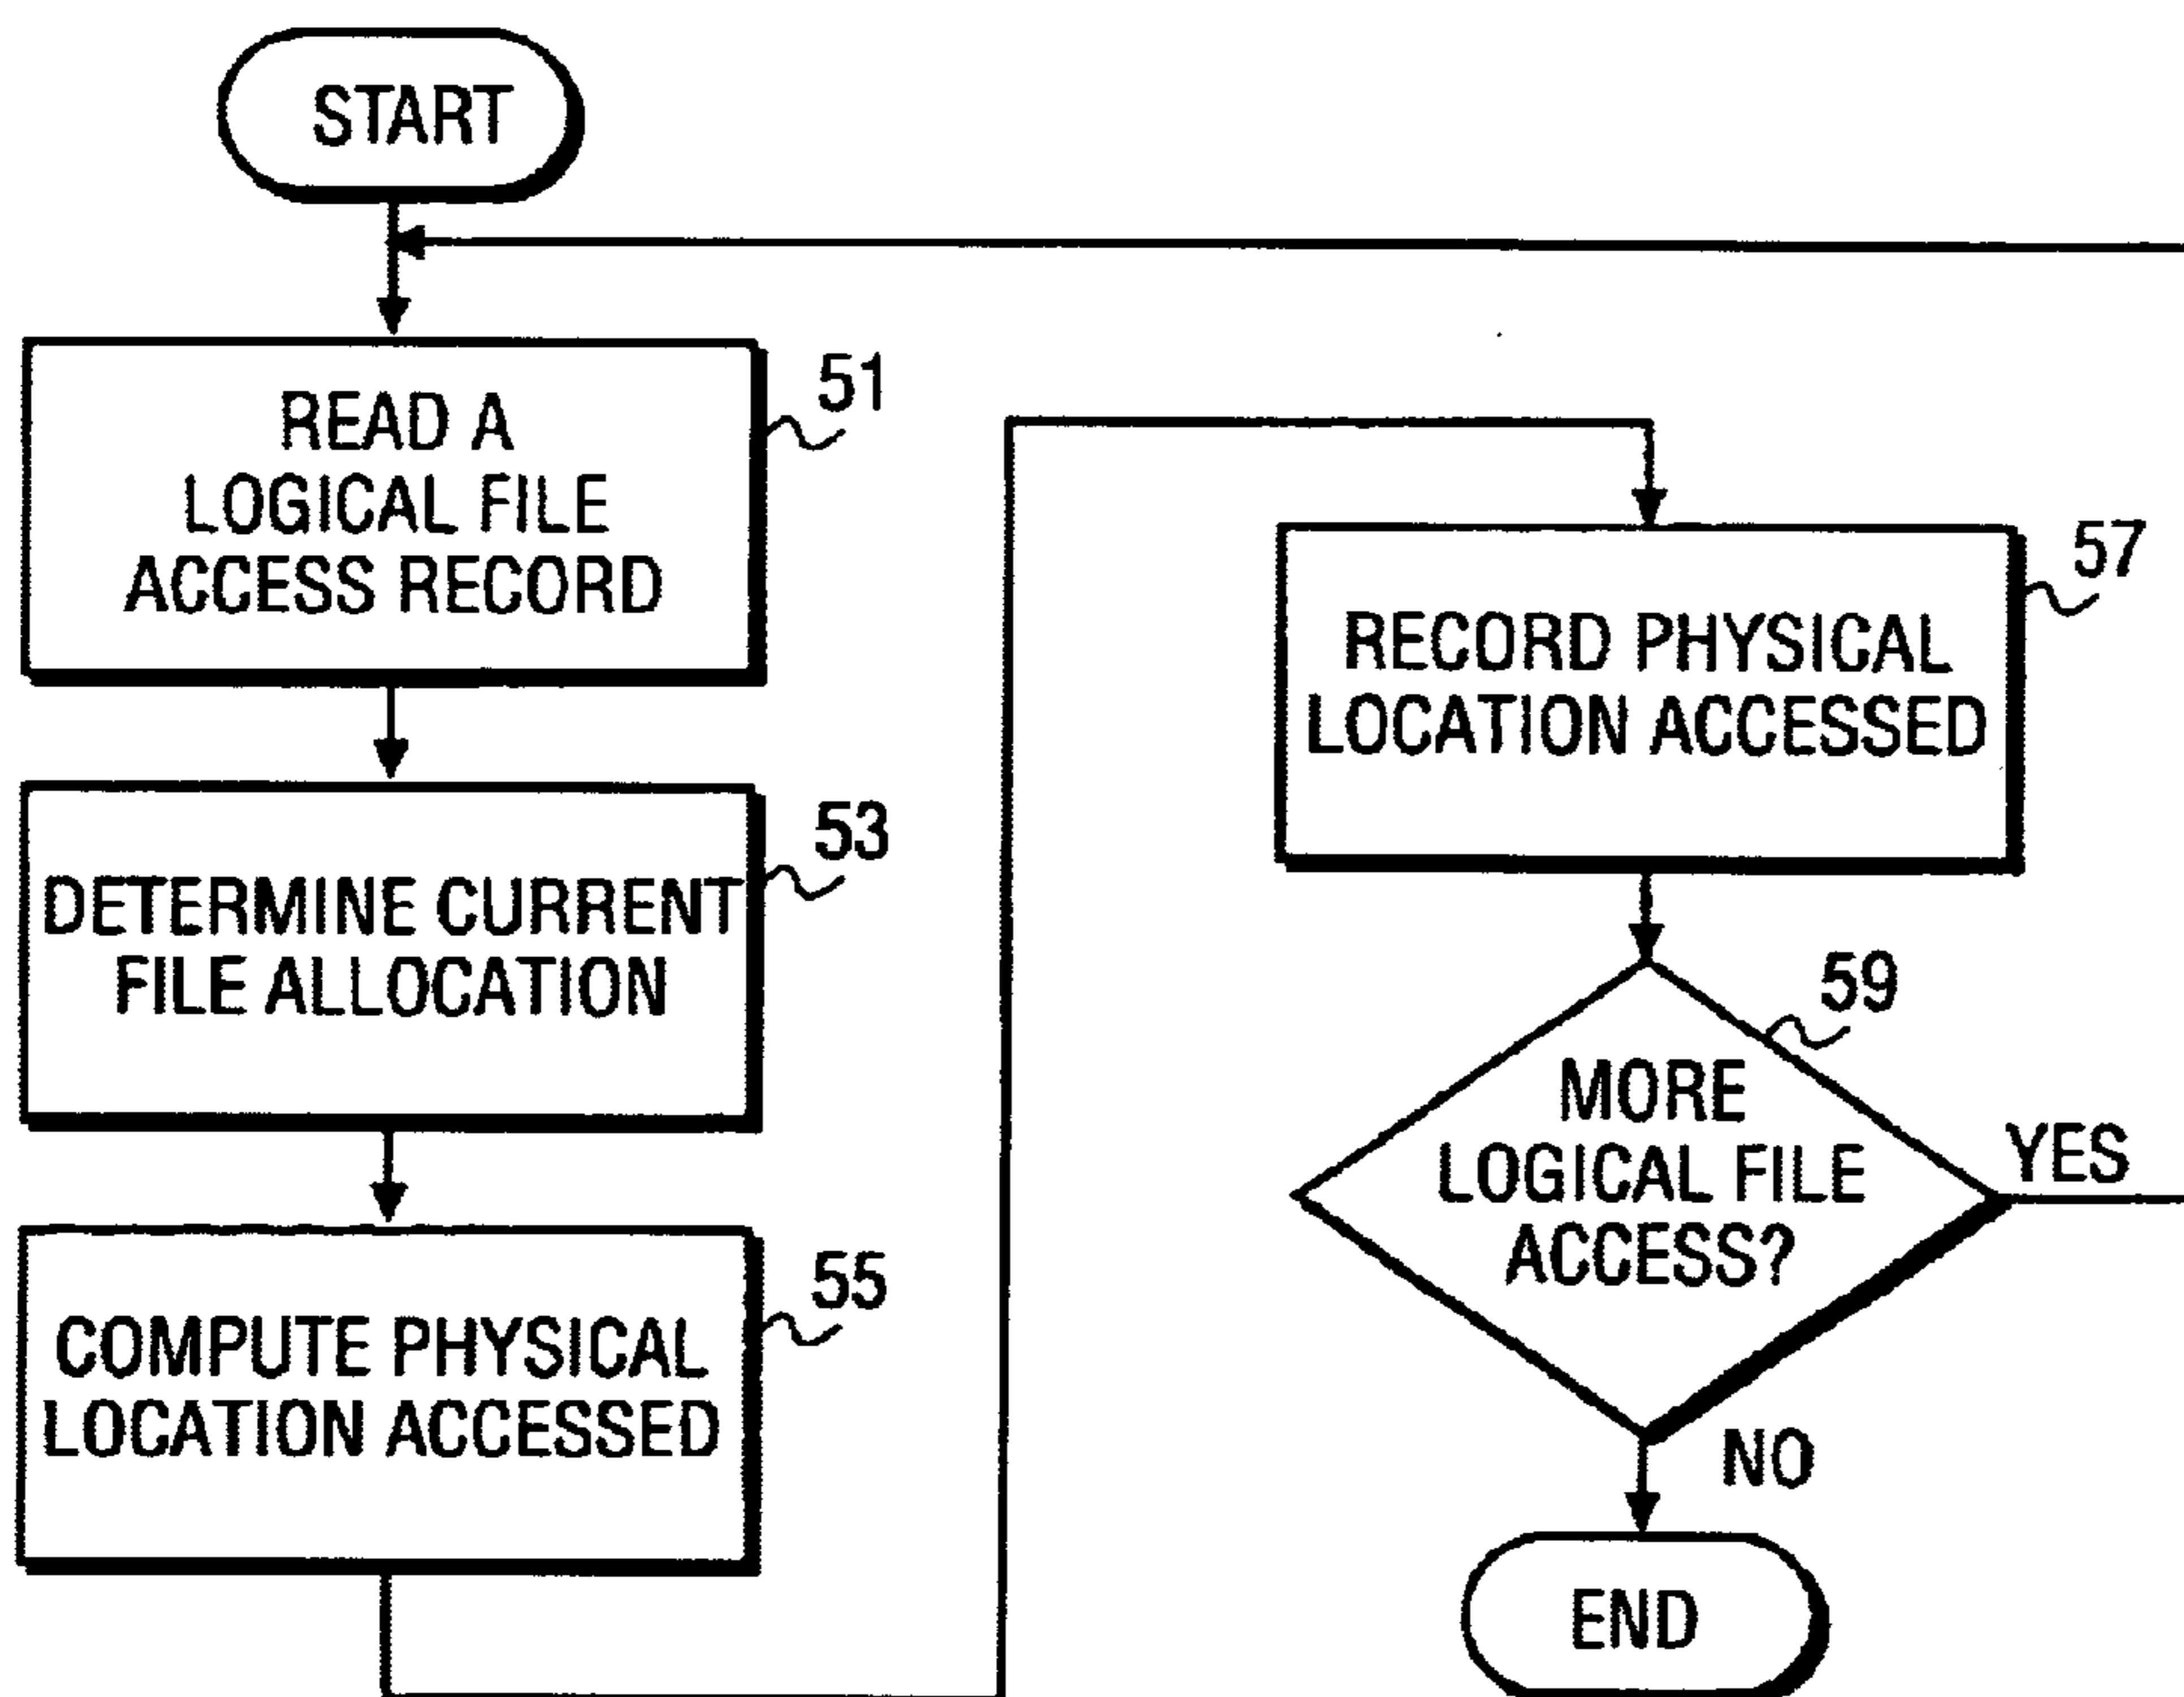 START
READ A
LOGICAL FILE
ACCESS RECORD
51
DETERMINE CURRENT
FILE ALLOCATION
53
COMPUTE PHYSICAL
LOCATION ACCESSED
55
RECORD PHYSICAL
LOCATION ACCESSED
57
MORE
LOGICAL FILE
ACCESS?
59
YES
NO
END